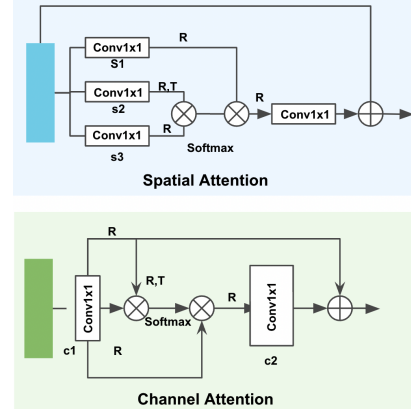 Conv1x1
R
S1
Conv1x1
R,T
s2
Conv1x1
R
s3
Softmax
R
Conv1x1
Spatial Attention
R
R,T
Conv1x1
Softmax
R
Conv1x1
c1
R
c2
Channel Attention